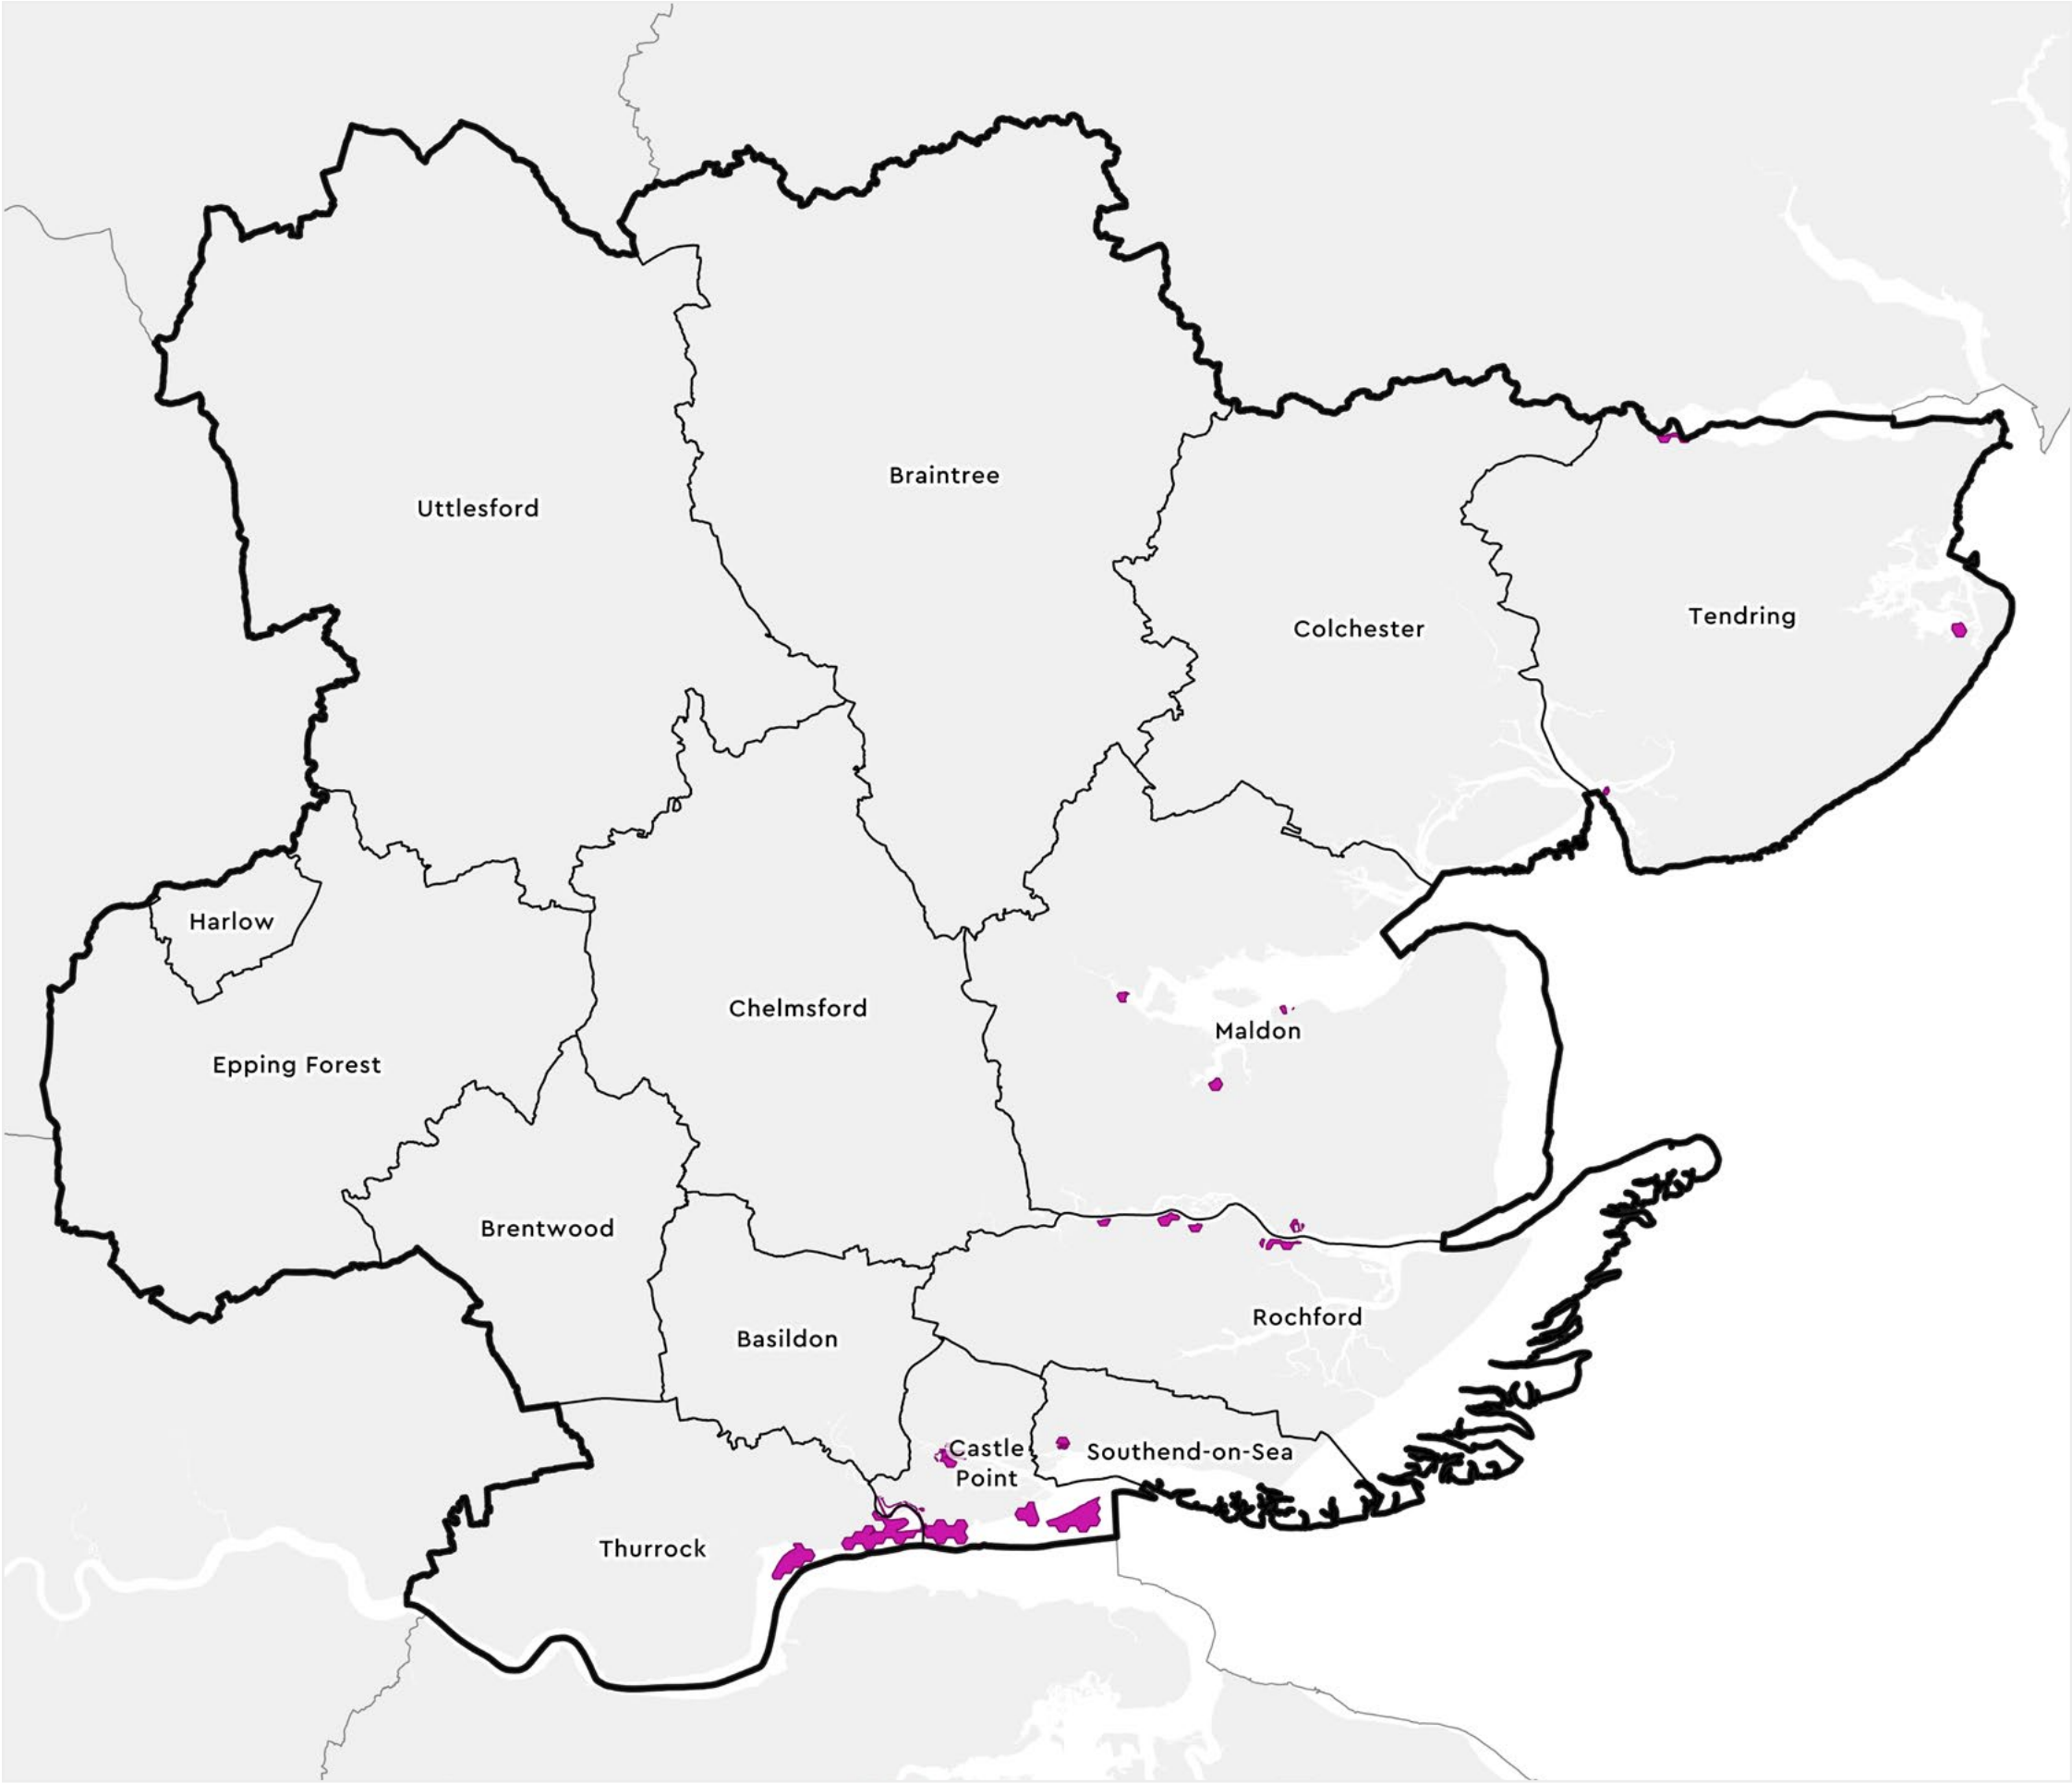 Braintree
Uttlesford
Tendring
Colchester
Harlow
Chelmsford
Maldon
Epping Forest
Brentwood
Rochford
Basildon
Castle
Point
Southend-on-Sea
Thurrock